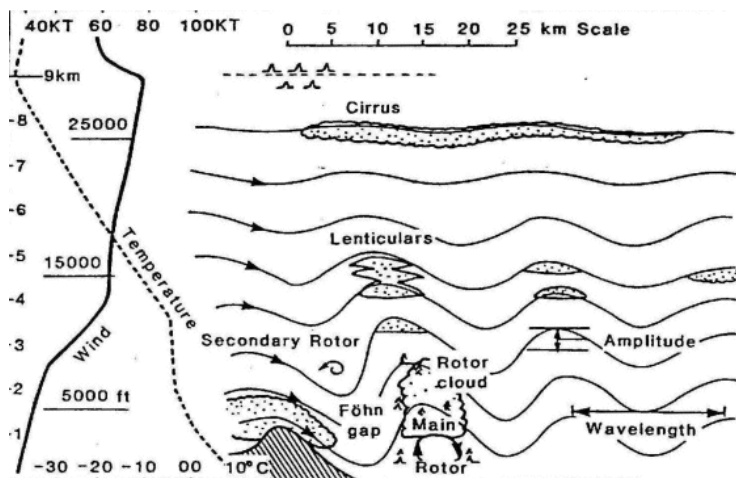 40KT 60 80 100KT
0 5 10 15 20 25 km Scale
9km
Cirrus
-8
25000
-7
-6
-5
15000
-4
-3
-2
5000 ft
-1
Temperature
Wind
Lenticulars
Secondary Rotor
Amplitude
Rotor
cloud
Föhn
gap
Main
Rotor
Wavelength
-30 -20 -10 00 10°C